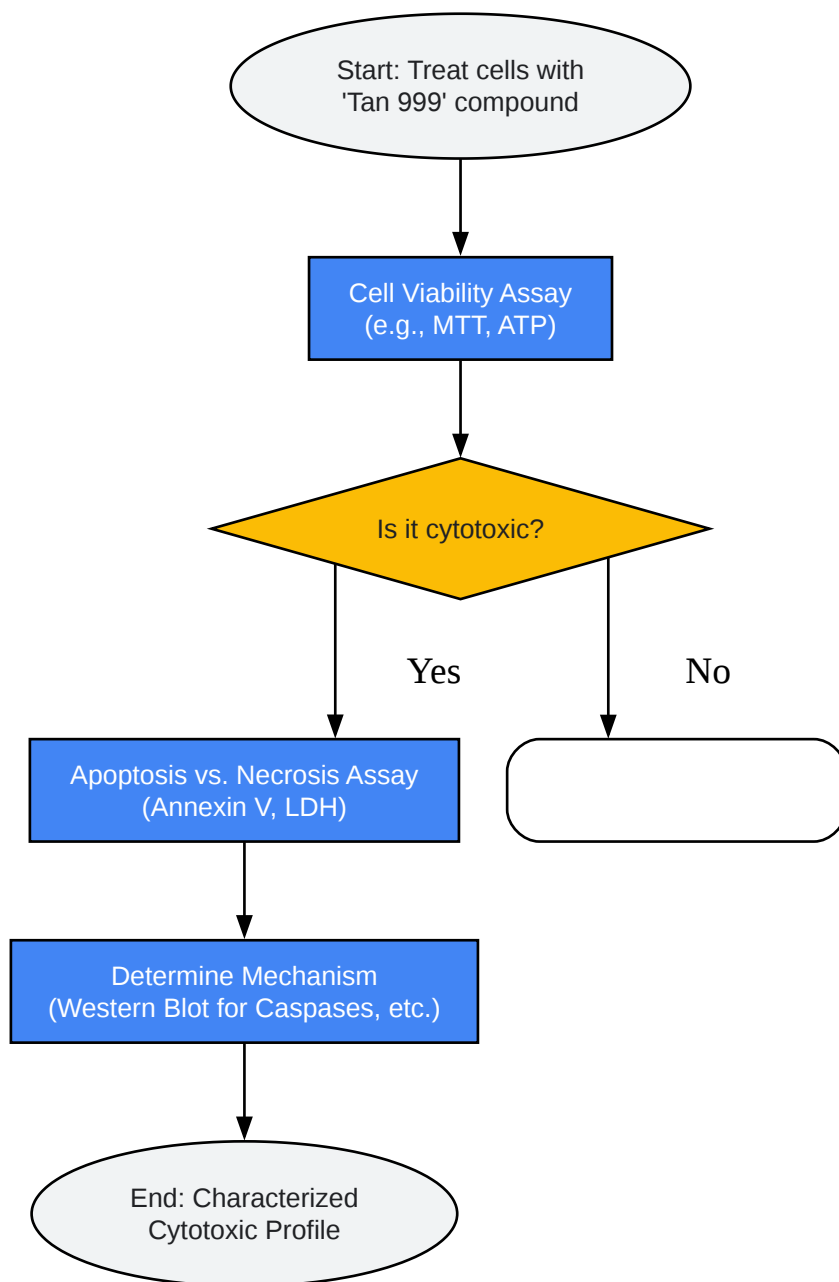 Start: Treat cells with
'Tan 999' compound
Cell Viability Assay
(e.g., MTT, ATP)
Is it cytotoxic?
Yes
No
Apoptosis vs. Necrosis Assay
(Annexin V, LDH)
Determine Mechanism
(Western Blot for Caspases, etc.)
End: Characterized
Cytotoxic Profile